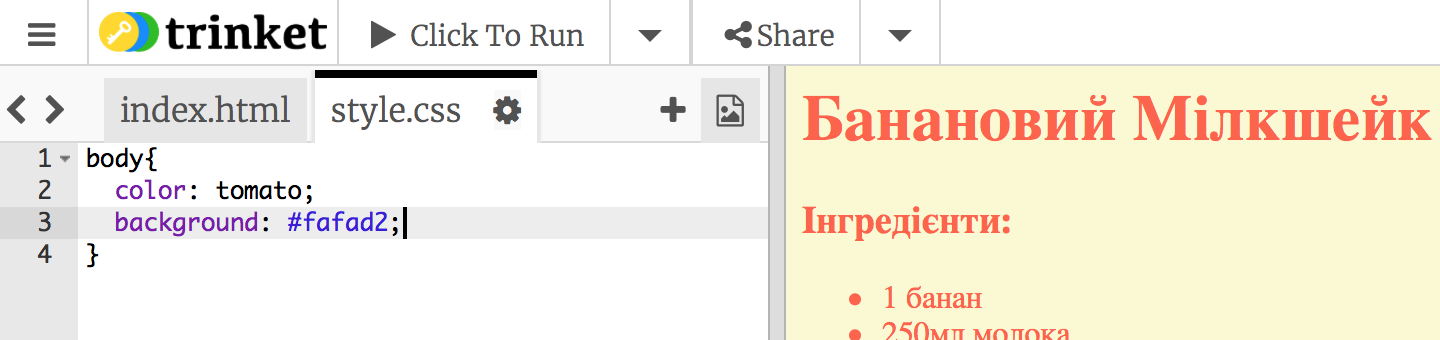 trinket
Click To Run
Share
index.html
style.css
1 body{
2 color: tomato;
3 background: #fafad2;
4 }
Банановий Мілкшейк
Інгредієнти:
• 1 банан
• 250мл молока